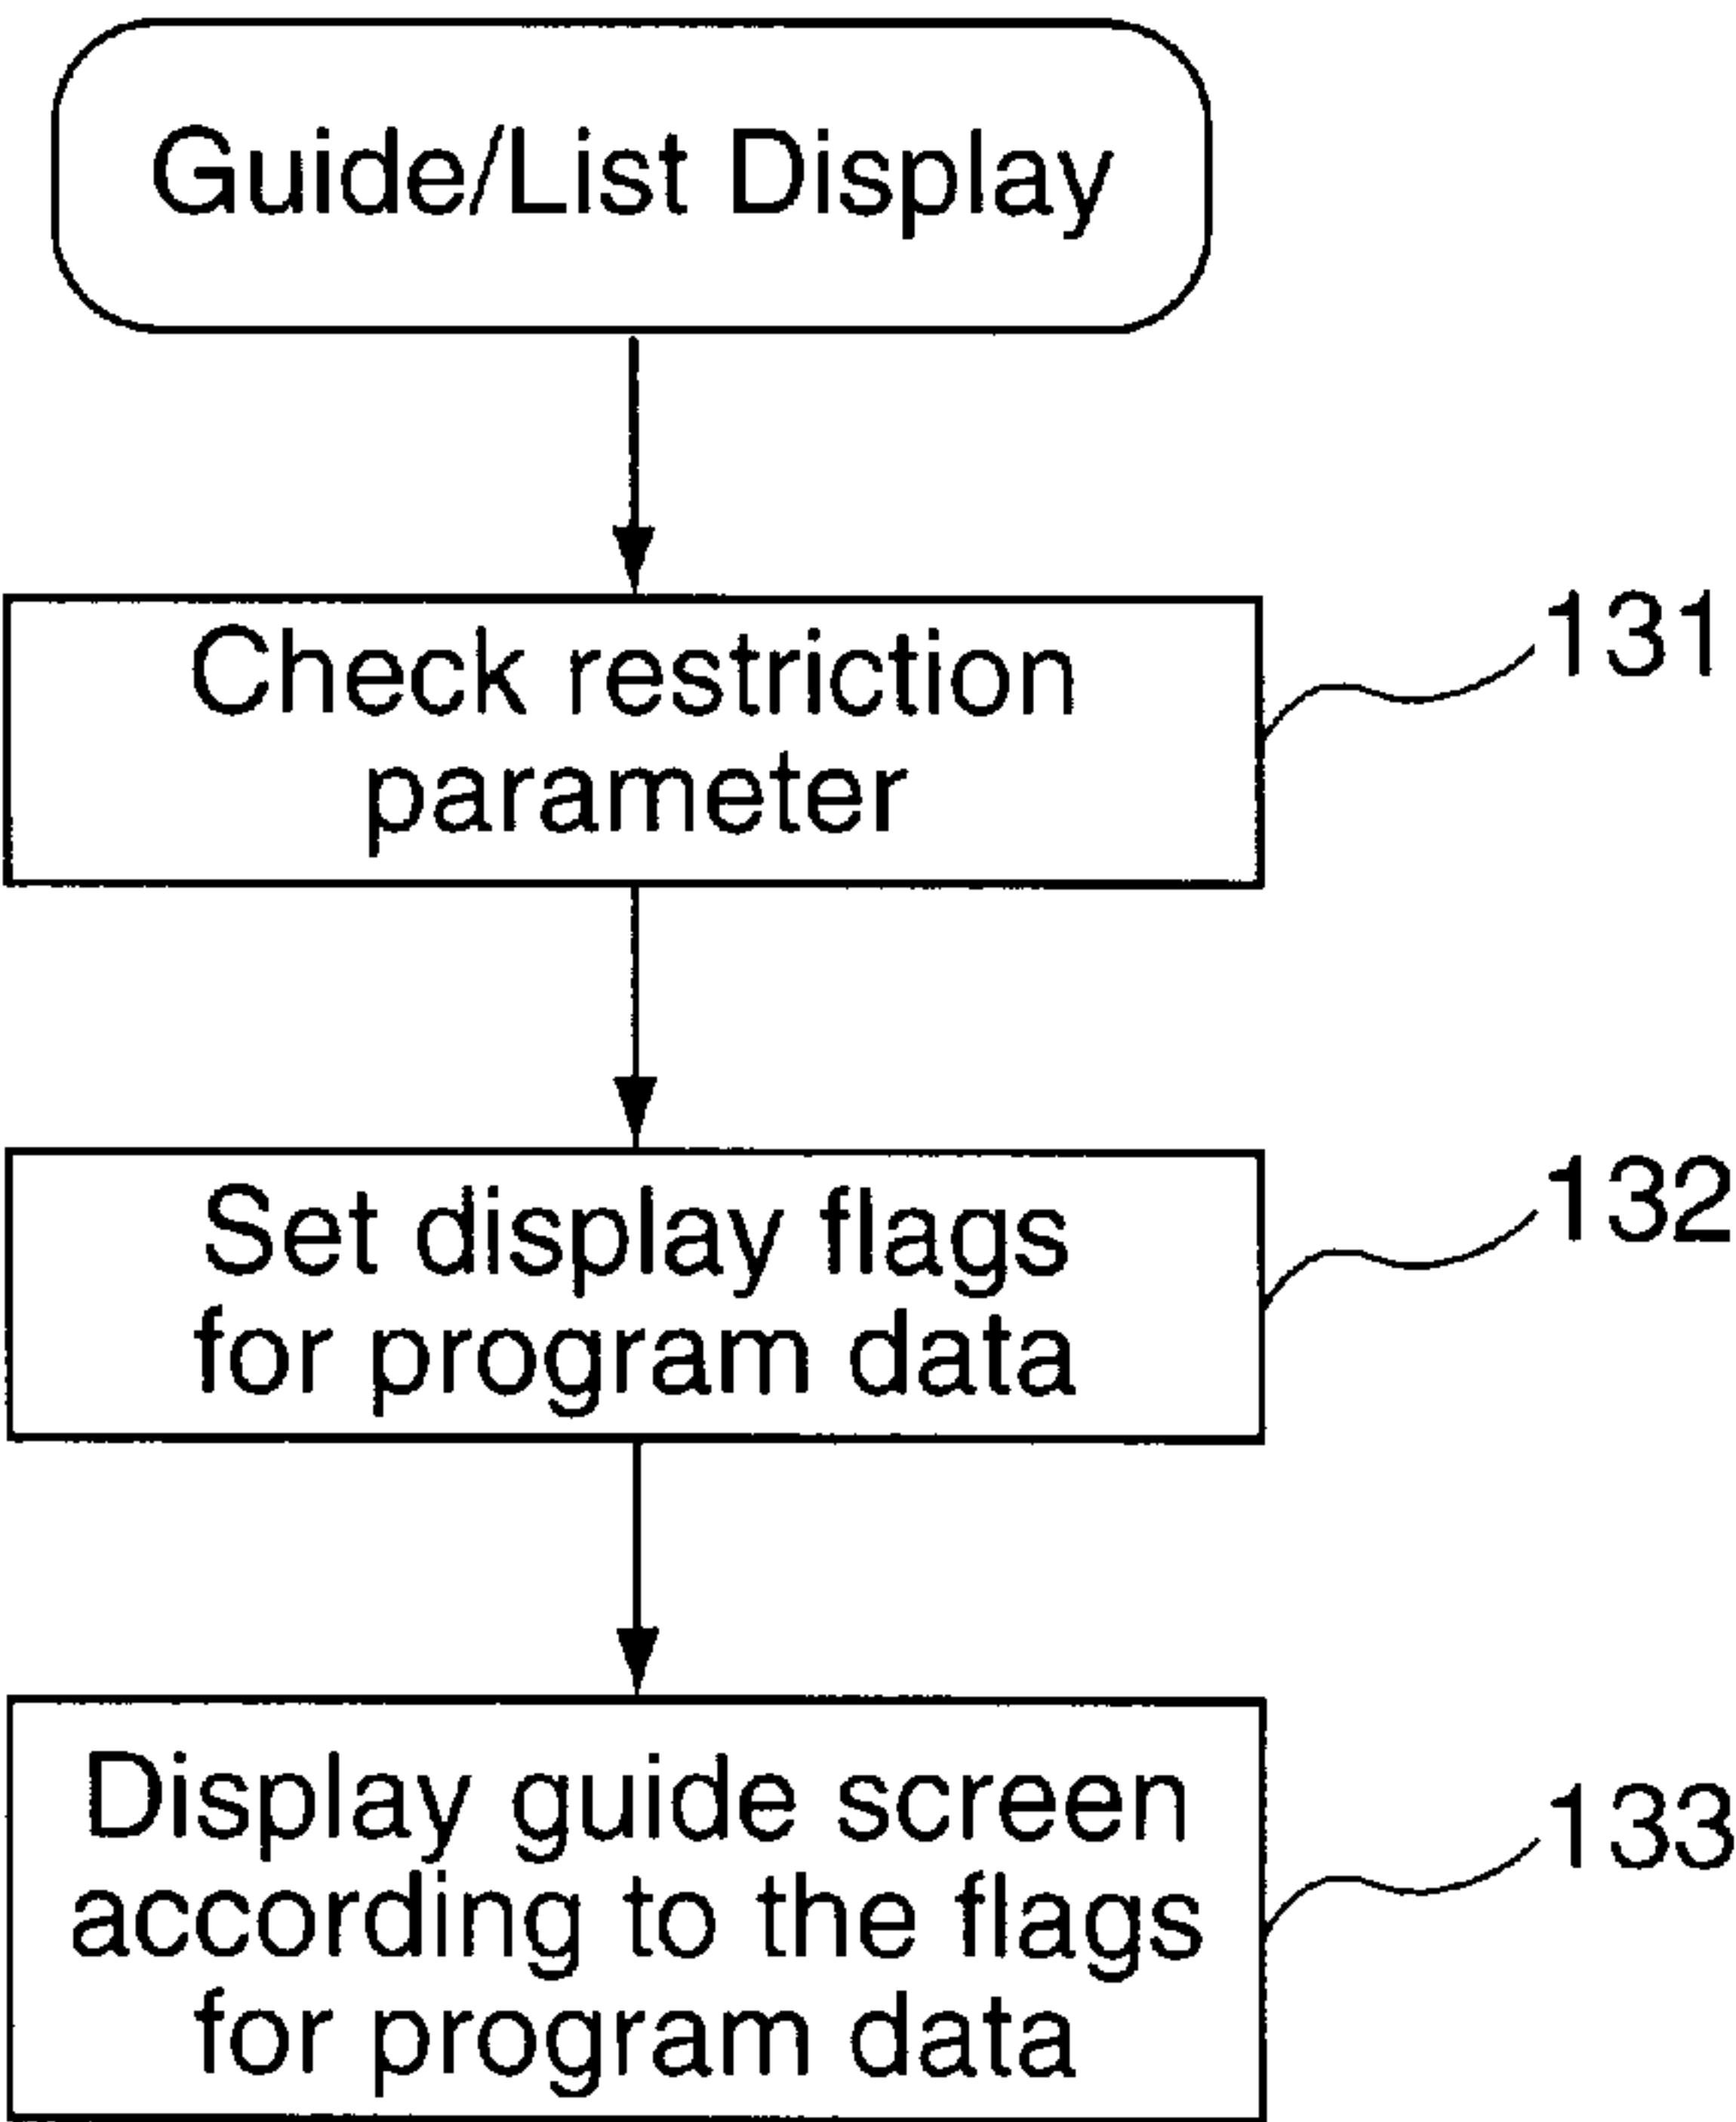 Guide/List Display
Check restriction
parameter
131
Set display flags
for program data
132
Display guide screen
according to the flags
for program data
133